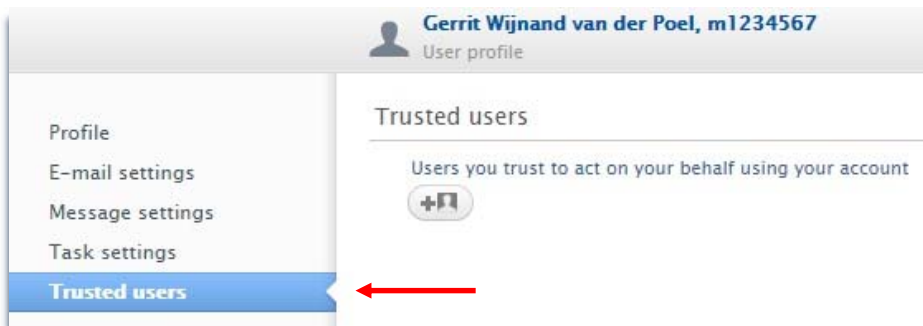 Gerrit Wijnand van der Poel, m1234567
User profile
Profile
E-mail settings
Message settings
Task settings
Trusted users
Trusted users
Users you trust to act on your behalf using your account